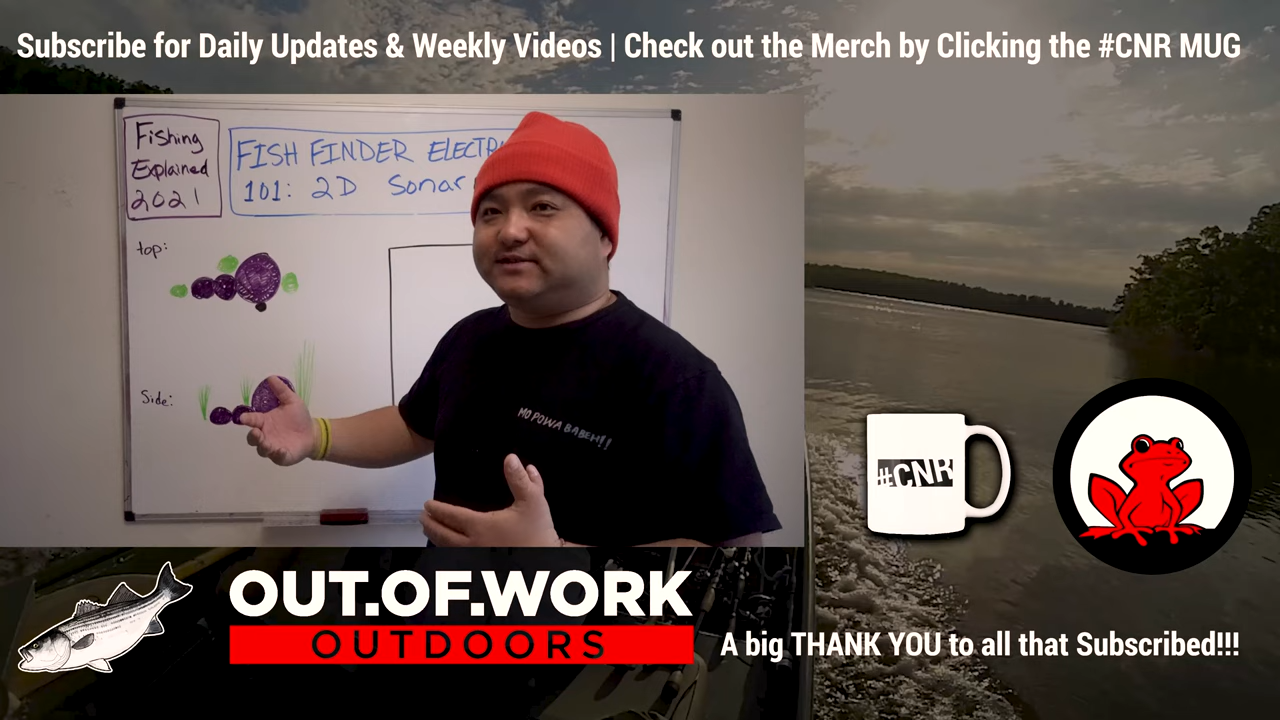 Subscribe for Daily Updates & Weekly Videos | Check out the Merch by Clicking the #CNR MUG
Fishing
Explained
2021
FISH FINDER ELECTR
101: 2D Sonar
top:
Side:
MO POWA BABEH!!
#CNR
OUT.OF.WORK
OUTDOORS
A big THANK YOU to all that Subscribed!!!